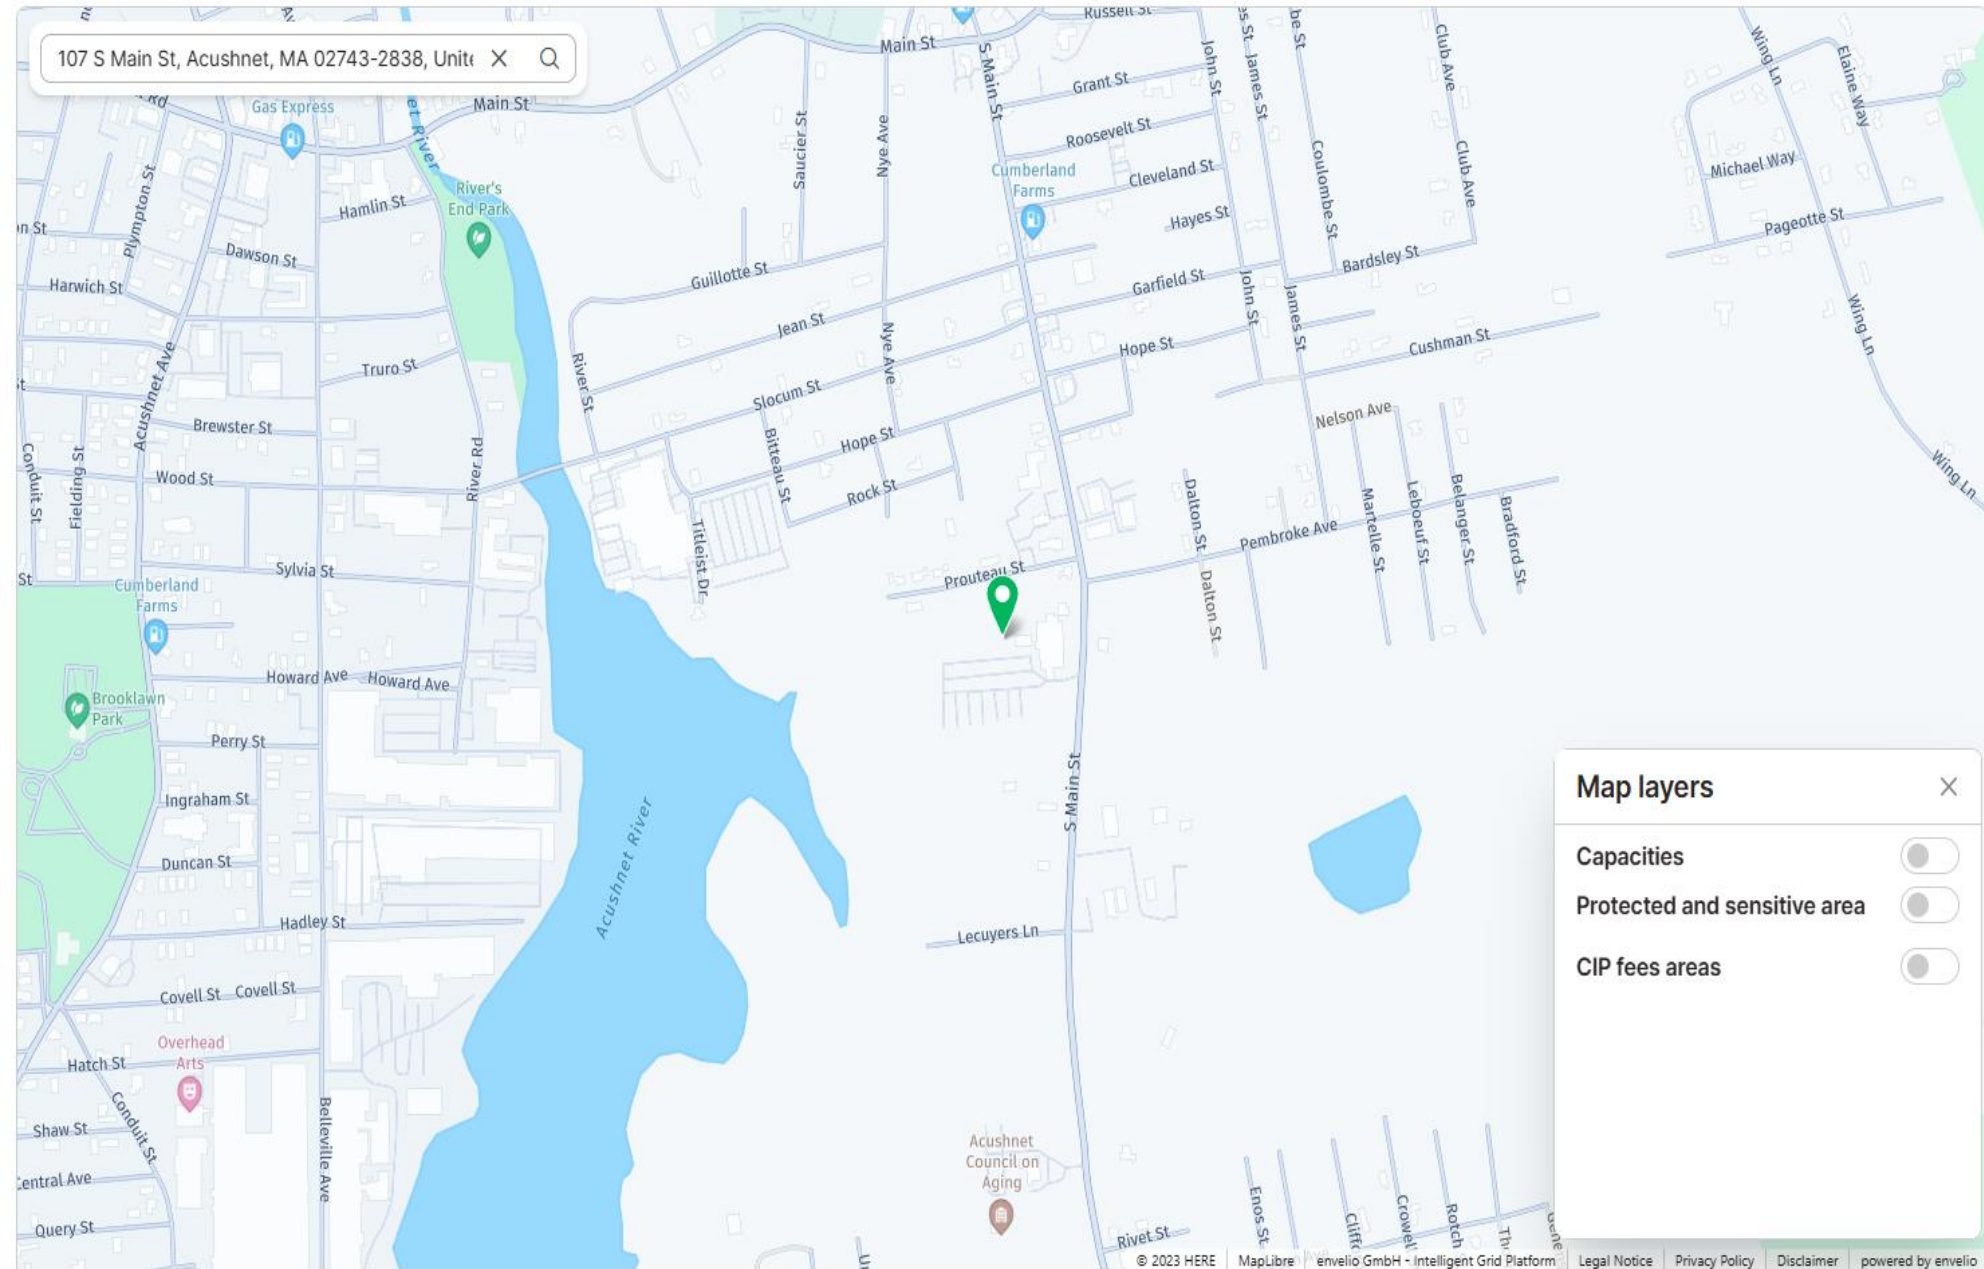 107 S Main St, Acushnet, MA 02743-2838, Unite
Main St
Russell St
S Main St
Grant St
John St
James St
Club Ave
Wing Ln
Elaine Way
Gas Express
Main St
Saucier St
Nye Ave
Roosevelt St
Cumberland
Farms
Cleveland St
Coulombe St
Club Ave
Michael Way
Plympton St
Hamlin St
River's
End Park
Hayes St
Pageotte St
Dawson St
Guillotte St
Bardsley St
Garfield St
John St
James St
Harwich St
Jean St
Nye Ave
Hope St
Cushman St
Wing Ln
Acushnet Ave
Truro St
River St
Slocum St
Nelson Ave
Brewster St
Hope St
Bitteau St
Conduit St
Fielding St
Wood St
River Rd
Rock St
Titleist Dr
Dalton St
Martelle St
Leboeuf St
Belanger St
Bradford St
Wing Ln
Pembroke Ave
Sylvia St
Prouteau St
Dalton St
St
Cumberland
Farms
Howard Ave
Howard Ave
Brooklawn
Park
Perry St
S Main St
Ingraham St
Acushnet River
Duncan St
Hadley St
Lecuyers Ln
Covell St
Covell St
Overhead
Arts
Hatch St
Conduit St
Belleville Ave
Shaw St
Acushnet
Council on
Aging
Query St
Rivet St
Enos St
Rotch
Map layers
Capacities
Protected and sensitive area
CIP fees areas
© 2023 HERE
MapLibre
envelio GmbH - Intelligent Grid Platform
Legal Notice
Privacy Policy
Disclaimer
powered by envelio